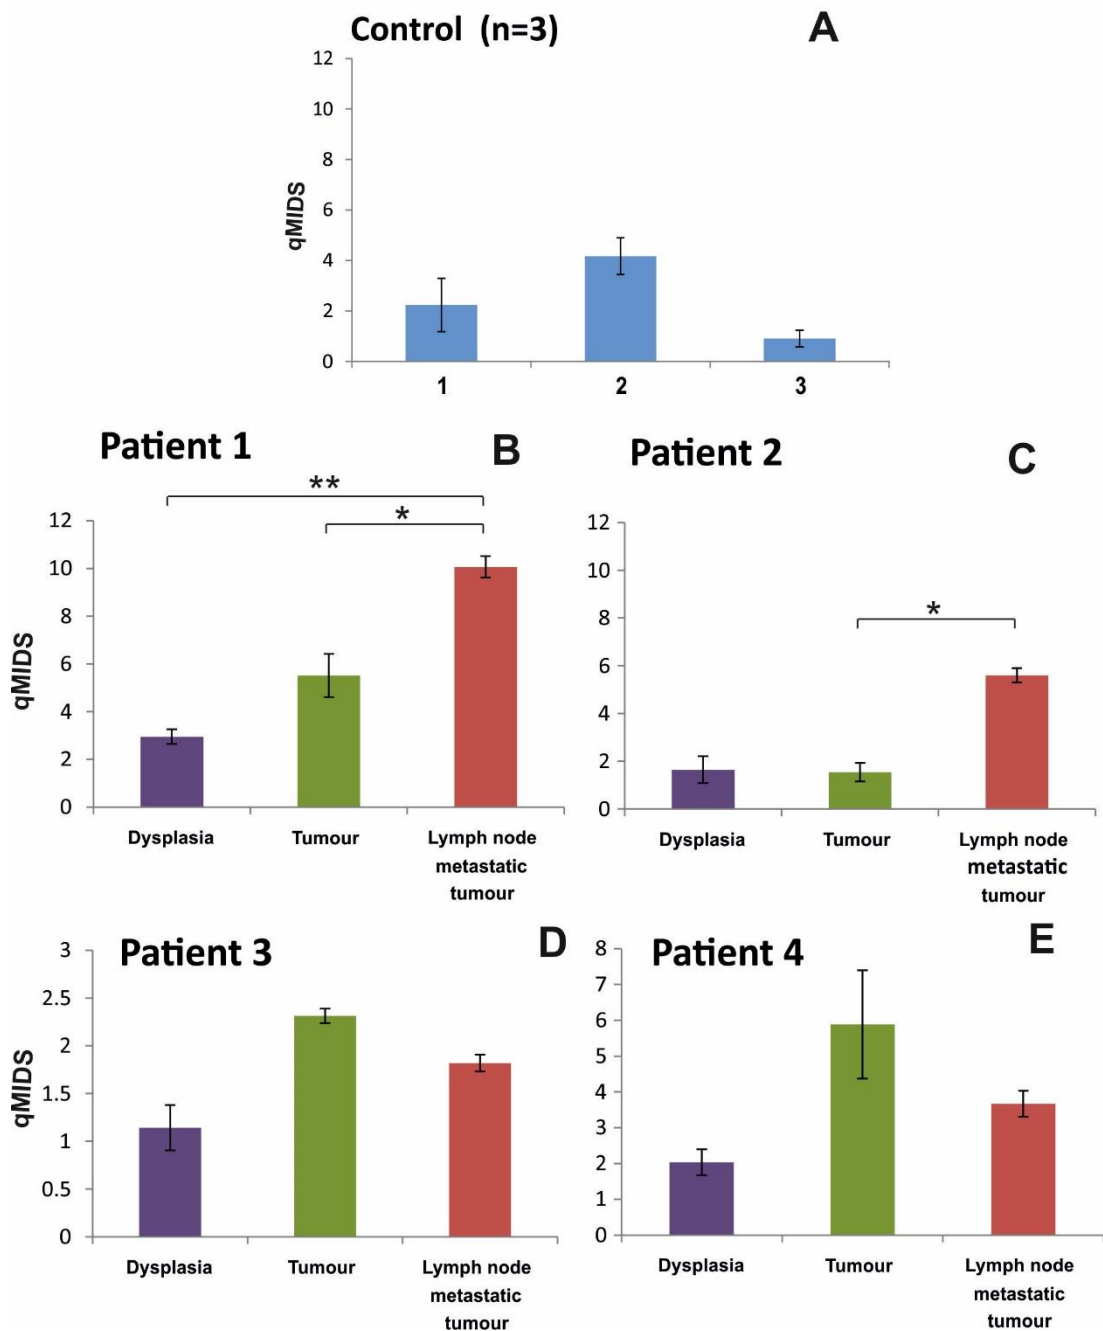 Control (n=3)
A
12
10
8
6
4
2
0
qMIDS
1 2 3
Patient 1
B
**
*
12
10
8
6
4
2
0
qMIDS
Dysplasia Tumour Lymph node
metastatic
tumour
Patient 2
C
*
12
10
8
6
4
2
0
Dysplasia Tumour Lymph node
metastatic
tumour
Patient 3
D
3
2.5
2
1.5
1
0.5
0
qMIDS
Dysplasia Tumour Lymph node
metastatic
tumour
Patient 4
E
8
7
6
5
4
3
2
1
0
Dysplasia Tumour Lymph node
metastatic
tumour